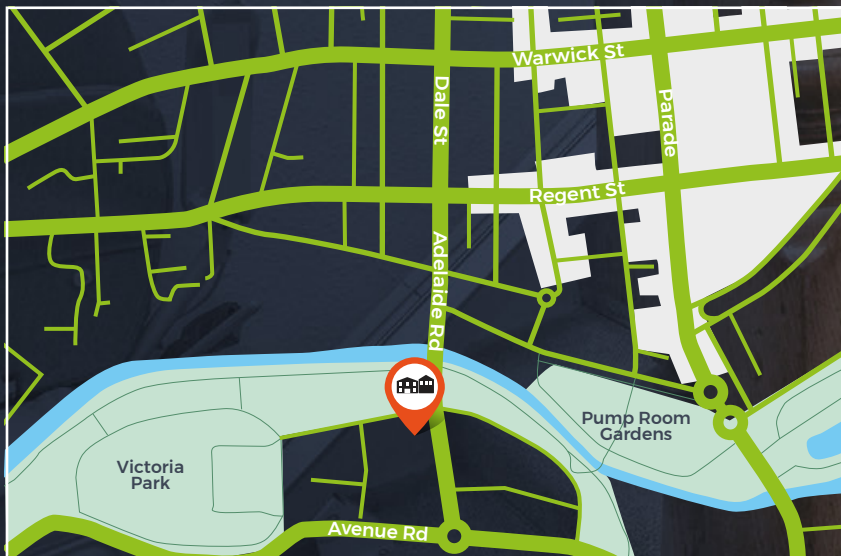 Warwick St
Dale St
Parade
Regent St
Adelaide Rd
Pump Room
Gardens
Victoria
Park
Avenue Rd